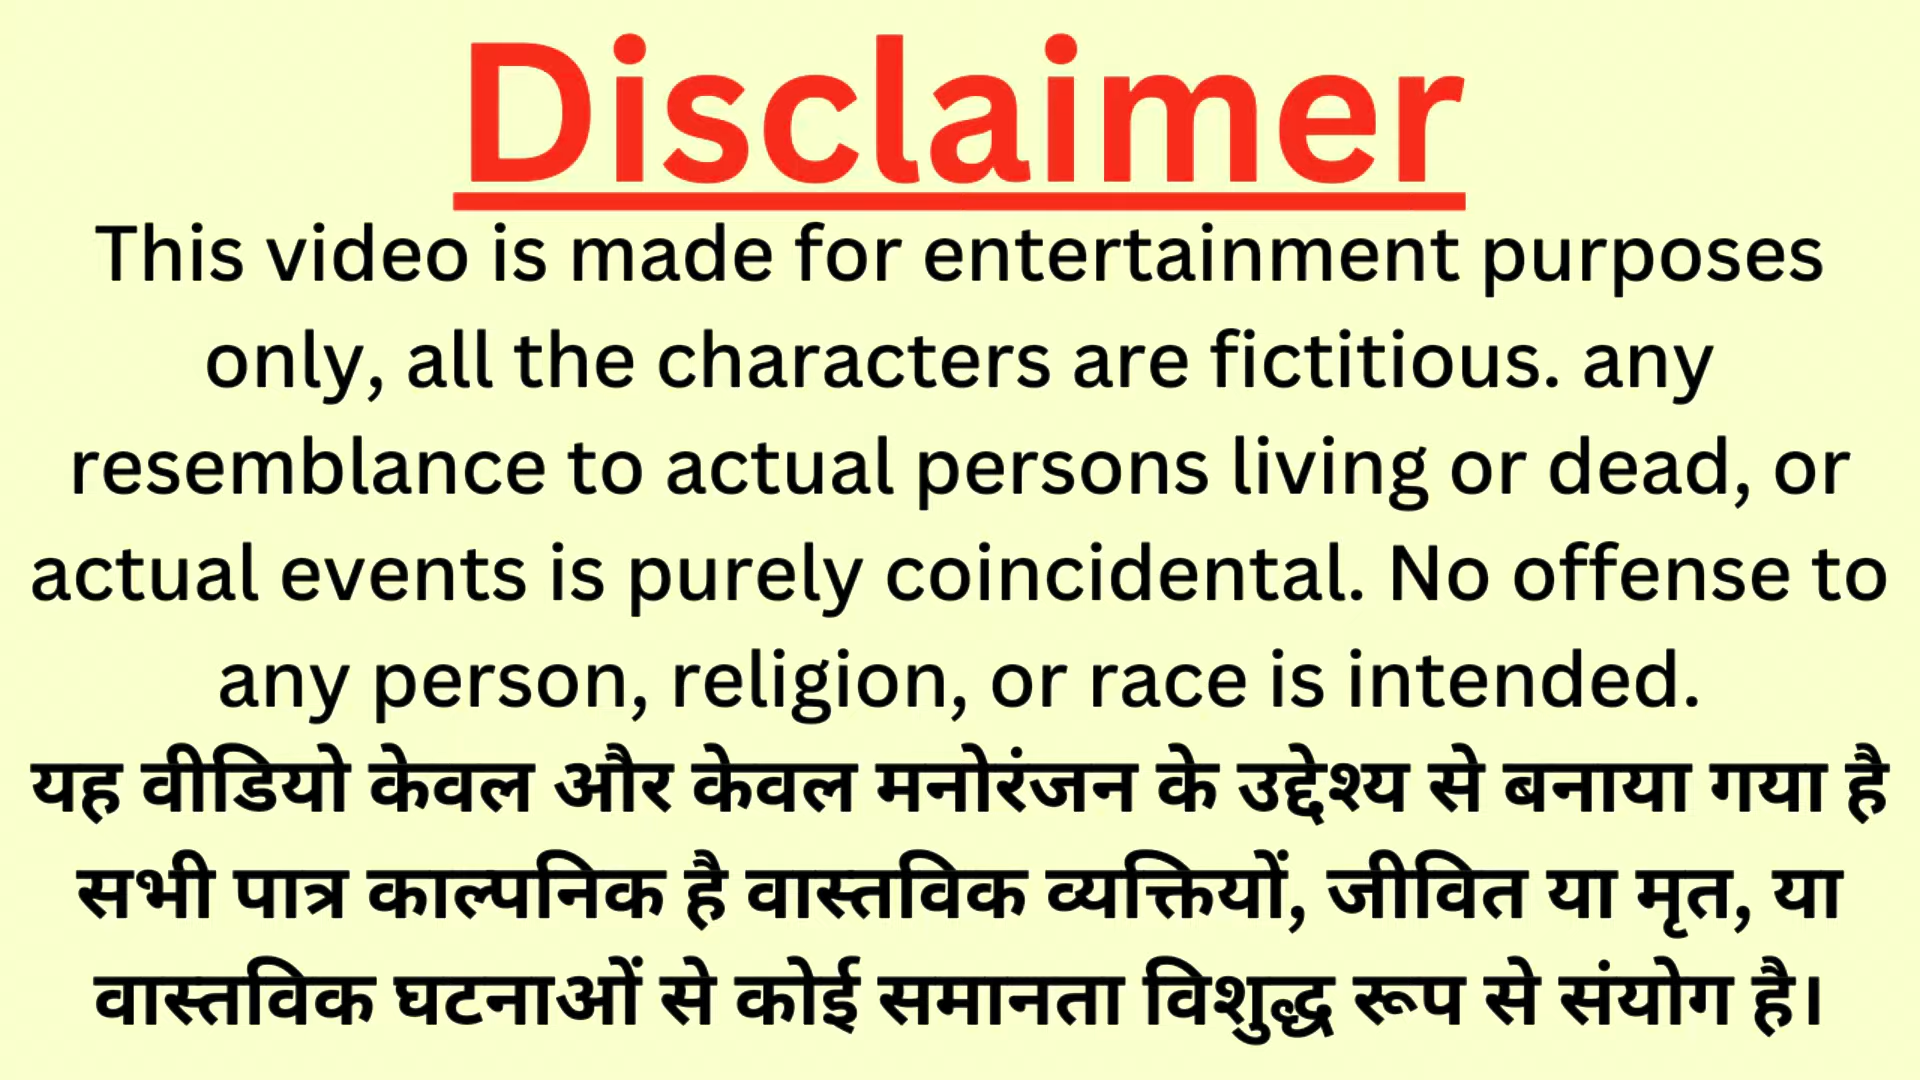 Disclaimer
This video is made for entertainment purposes
only, all the characters are fictitious. any
resemblance to actual persons living or dead, or
actual events is purely coincidental. No offense to
any person, religion, or race is intended.
यह वीडियो केवल और केवल मनोरंजन के उद्देश्य से बनाया गया है
सभी पात्र काल्पनिक है वास्तविक व्यक्तियों, जीवित या मृत, या
वास्तविक घटनाओं से कोई समानता विशुद्ध रूप से संयोग है।